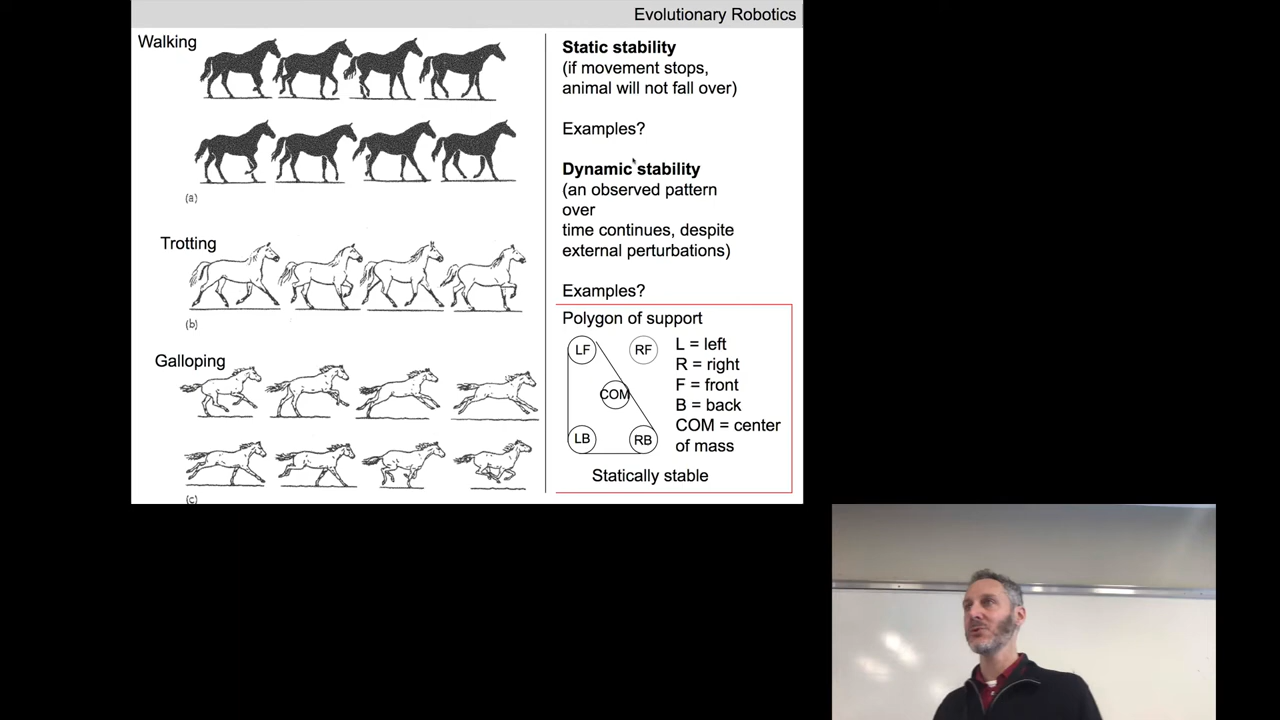 Evolutionary Robotics
Walking
(a)
Trotting
(b)
Galloping
(c)
Static stability
(if movement stops,
animal will not fall over)
Examples?
Dynamic stability
(an observed pattern
over
time continues, despite
external perturbations)
Examples?
Polygon of support
LF
RF
COM
LB
RB
L = left
R = right
F = front
B = back
COM = center
of mass
Statically stable